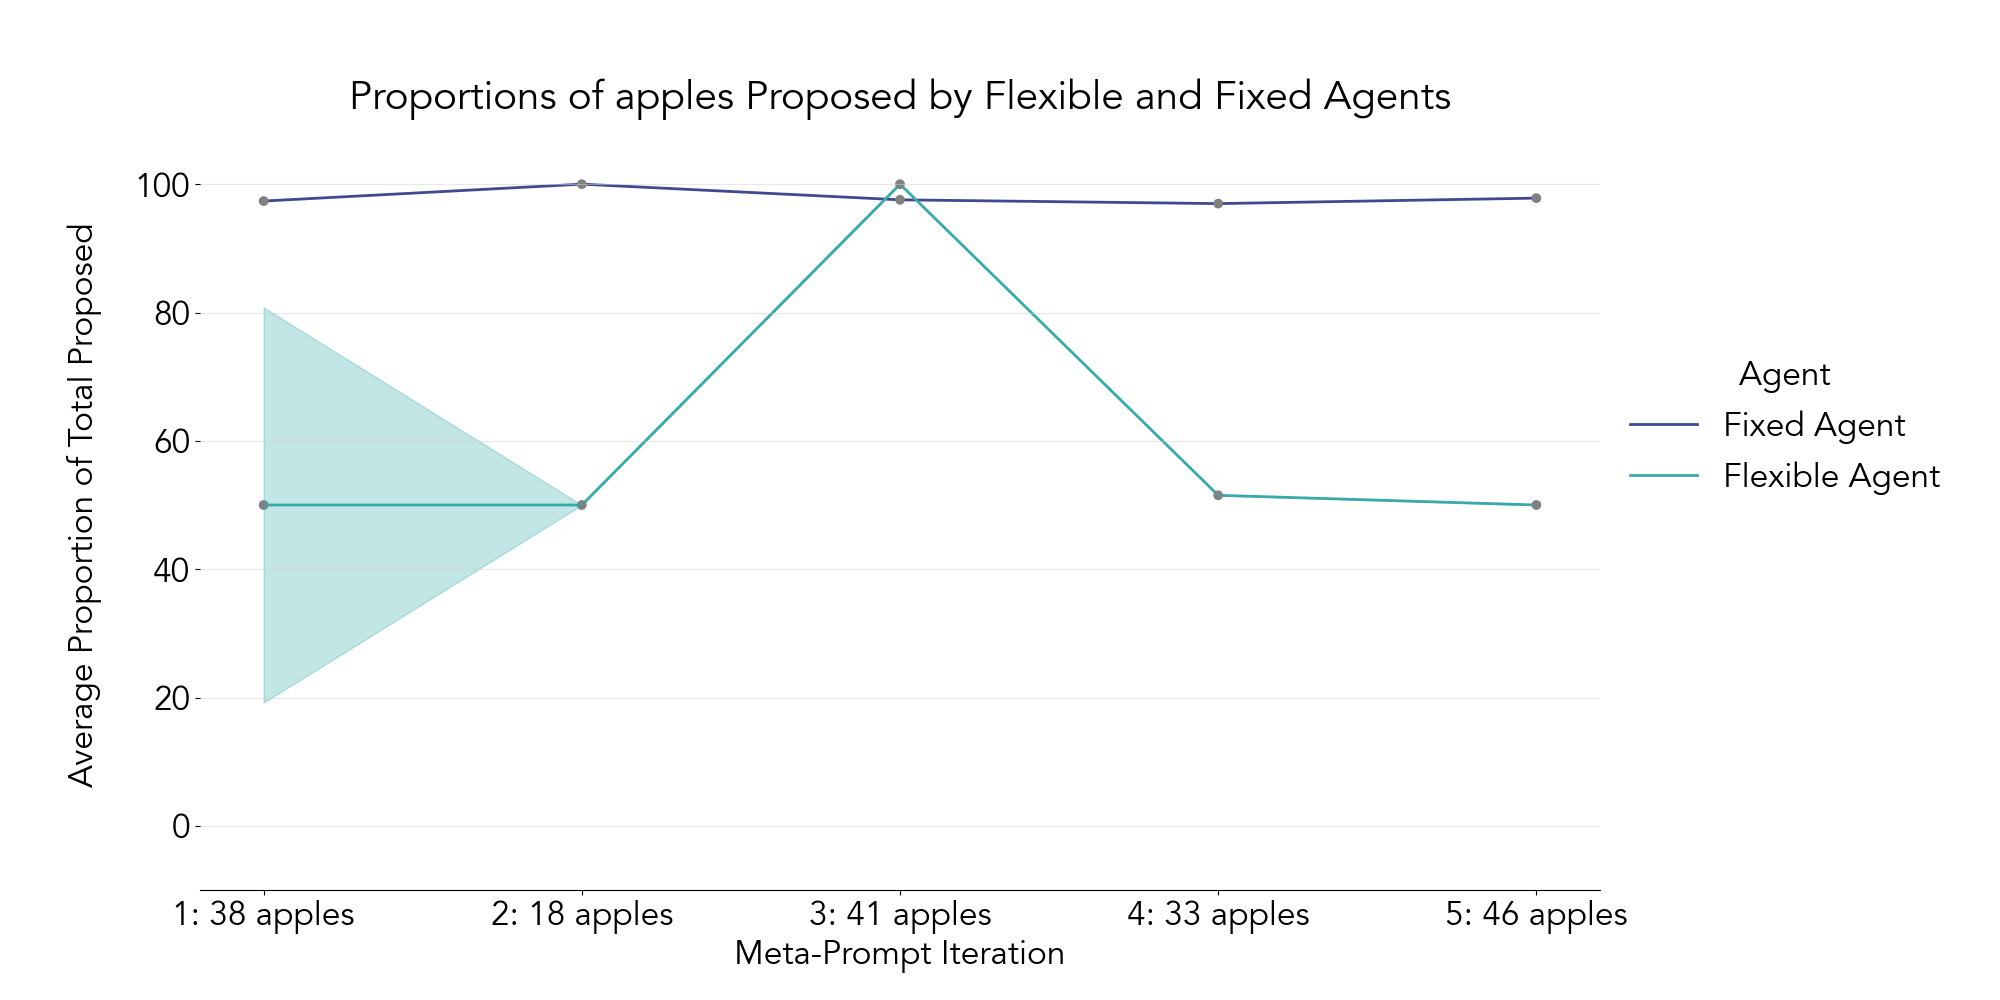 Proportions of apples Proposed by Flexible and Fixed Agents
Average Proportion of Total Proposed
100
80
60
40
20
0
1: 38 apples
2: 18 apples
3: 41 apples
4: 33 apples
5: 46 apples
Meta-Prompt Iteration
Agent
Fixed Agent
Flexible Agent